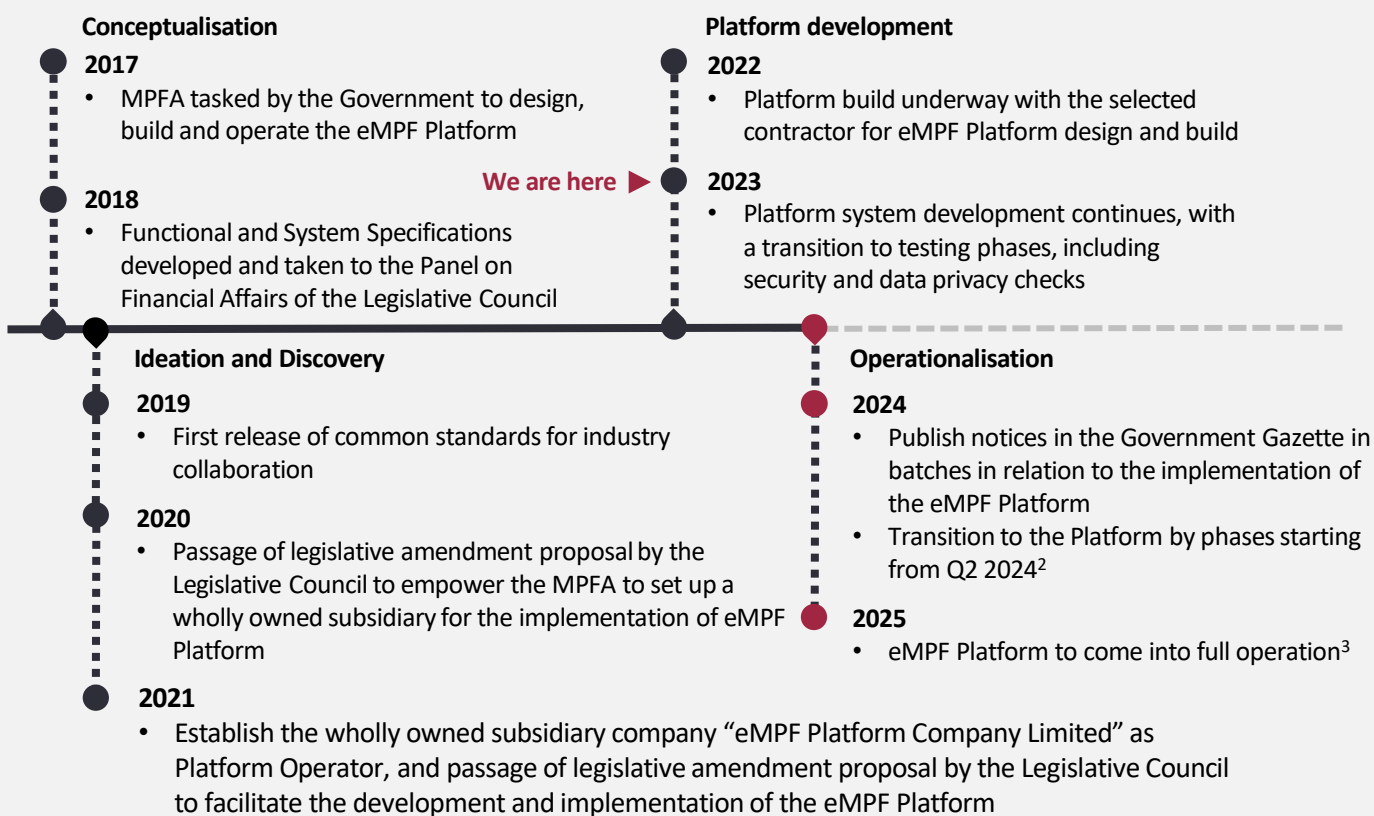 Conceptualisation
2017
• MPFA tasked by the Government to design,
build and operate the eMPF Platform
2018
• Functional and System Specifications
developed and taken to the Panel on
Financial Affairs of the Legislative Council
Platform development
2022
• Platform build underway with the selected
contractor for eMPF Platform design and build
We are here
2023
• Platform system development continues, with
a transition to testing phases, including
security and data privacy checks
Ideation and Discovery
2019
• First release of common standards for industry
collaboration
2020
• Passage of legislative amendment proposal by the
Legislative Council to empower the MPFA to set up a
wholly owned subsidiary for the implementation of eMPF
Platform
2021
• Establish the wholly owned subsidiary company “eMPF Platform Company Limited” as
Platform Operator, and passage of legislative amendment proposal by the Legislative Council
to facilitate the development and implementation of the eMPF Platform
Operationalisation
2024
• Publish notices in the Government Gazette in
batches in relation to the implementation of
the eMPF Platform
• Transition to the Platform by phases starting
from Q2 2024²
2025
• eMPF Platform to come into full operation³